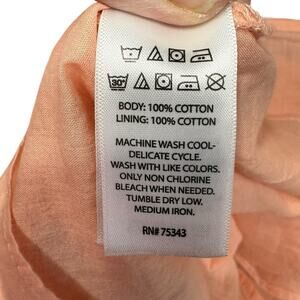 30°
BODY: 100% COTTON
LINING: 100% COTTON
MACHINE WASH COOL-
DELICATE CYCLE.
WASH WITH LIKE COLORS.
ONLY NON CHLORINE
BLEACH WHEN NEEDED.
TUMBLE DRY LOW.
MEDIUM IRON.
RN# 75343